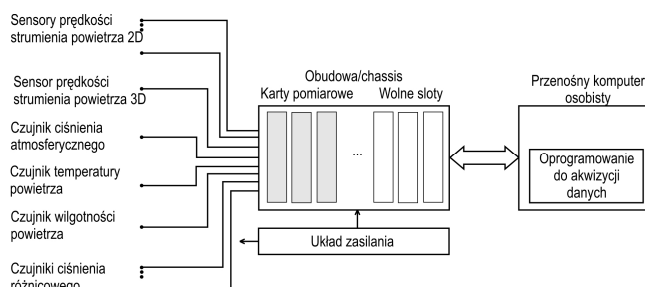 Sensory prędkości
strumienia powietrza 2D
Sensor prędkości
strumienia powietrza 3D
Czujnik ciśnienia
atmosferycznego
Czujnik temperatury
powietrza
Czujnik wilgotności
powietrza
Czujniki ciśnienia
różnicowego
Obudowa/chassis
Karty pomiarowe
Wolne sloty
...
Układ zasilania
Przenośny komputer
osobisty
Oprogramowanie
do akwizycji
danych